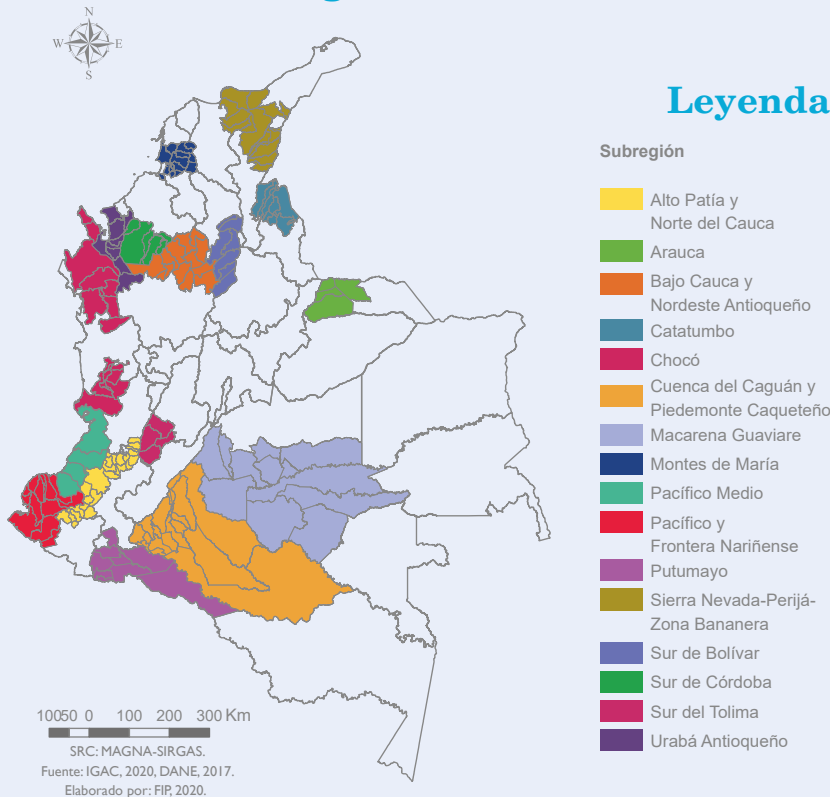 N
W E
S
Leyenda
Subregión
Alto Patía y
Norte del Cauca
Arauca
Bajo Cauca y
Nordeste Antioqueño
Catatumbo
Chocó
Cuenca del Caguán y
Piedemonte Caqueteño
Macarena Guaviare
Montes de María
Pacífico Medio
Pacífico y
Frontera Nariñense
Putumayo
Sierra Nevada-Perijá-
Zona Bananera
Sur de Bolívar
Sur de Córdoba
Sur del Tolima
Urabá Antioqueño
10050 0 100 200 300 Km
SRC: MAGNA-SIRGAS.
Fuente: IGAC, 2020, DANE, 2017.
Elaborado por: FIP, 2020.